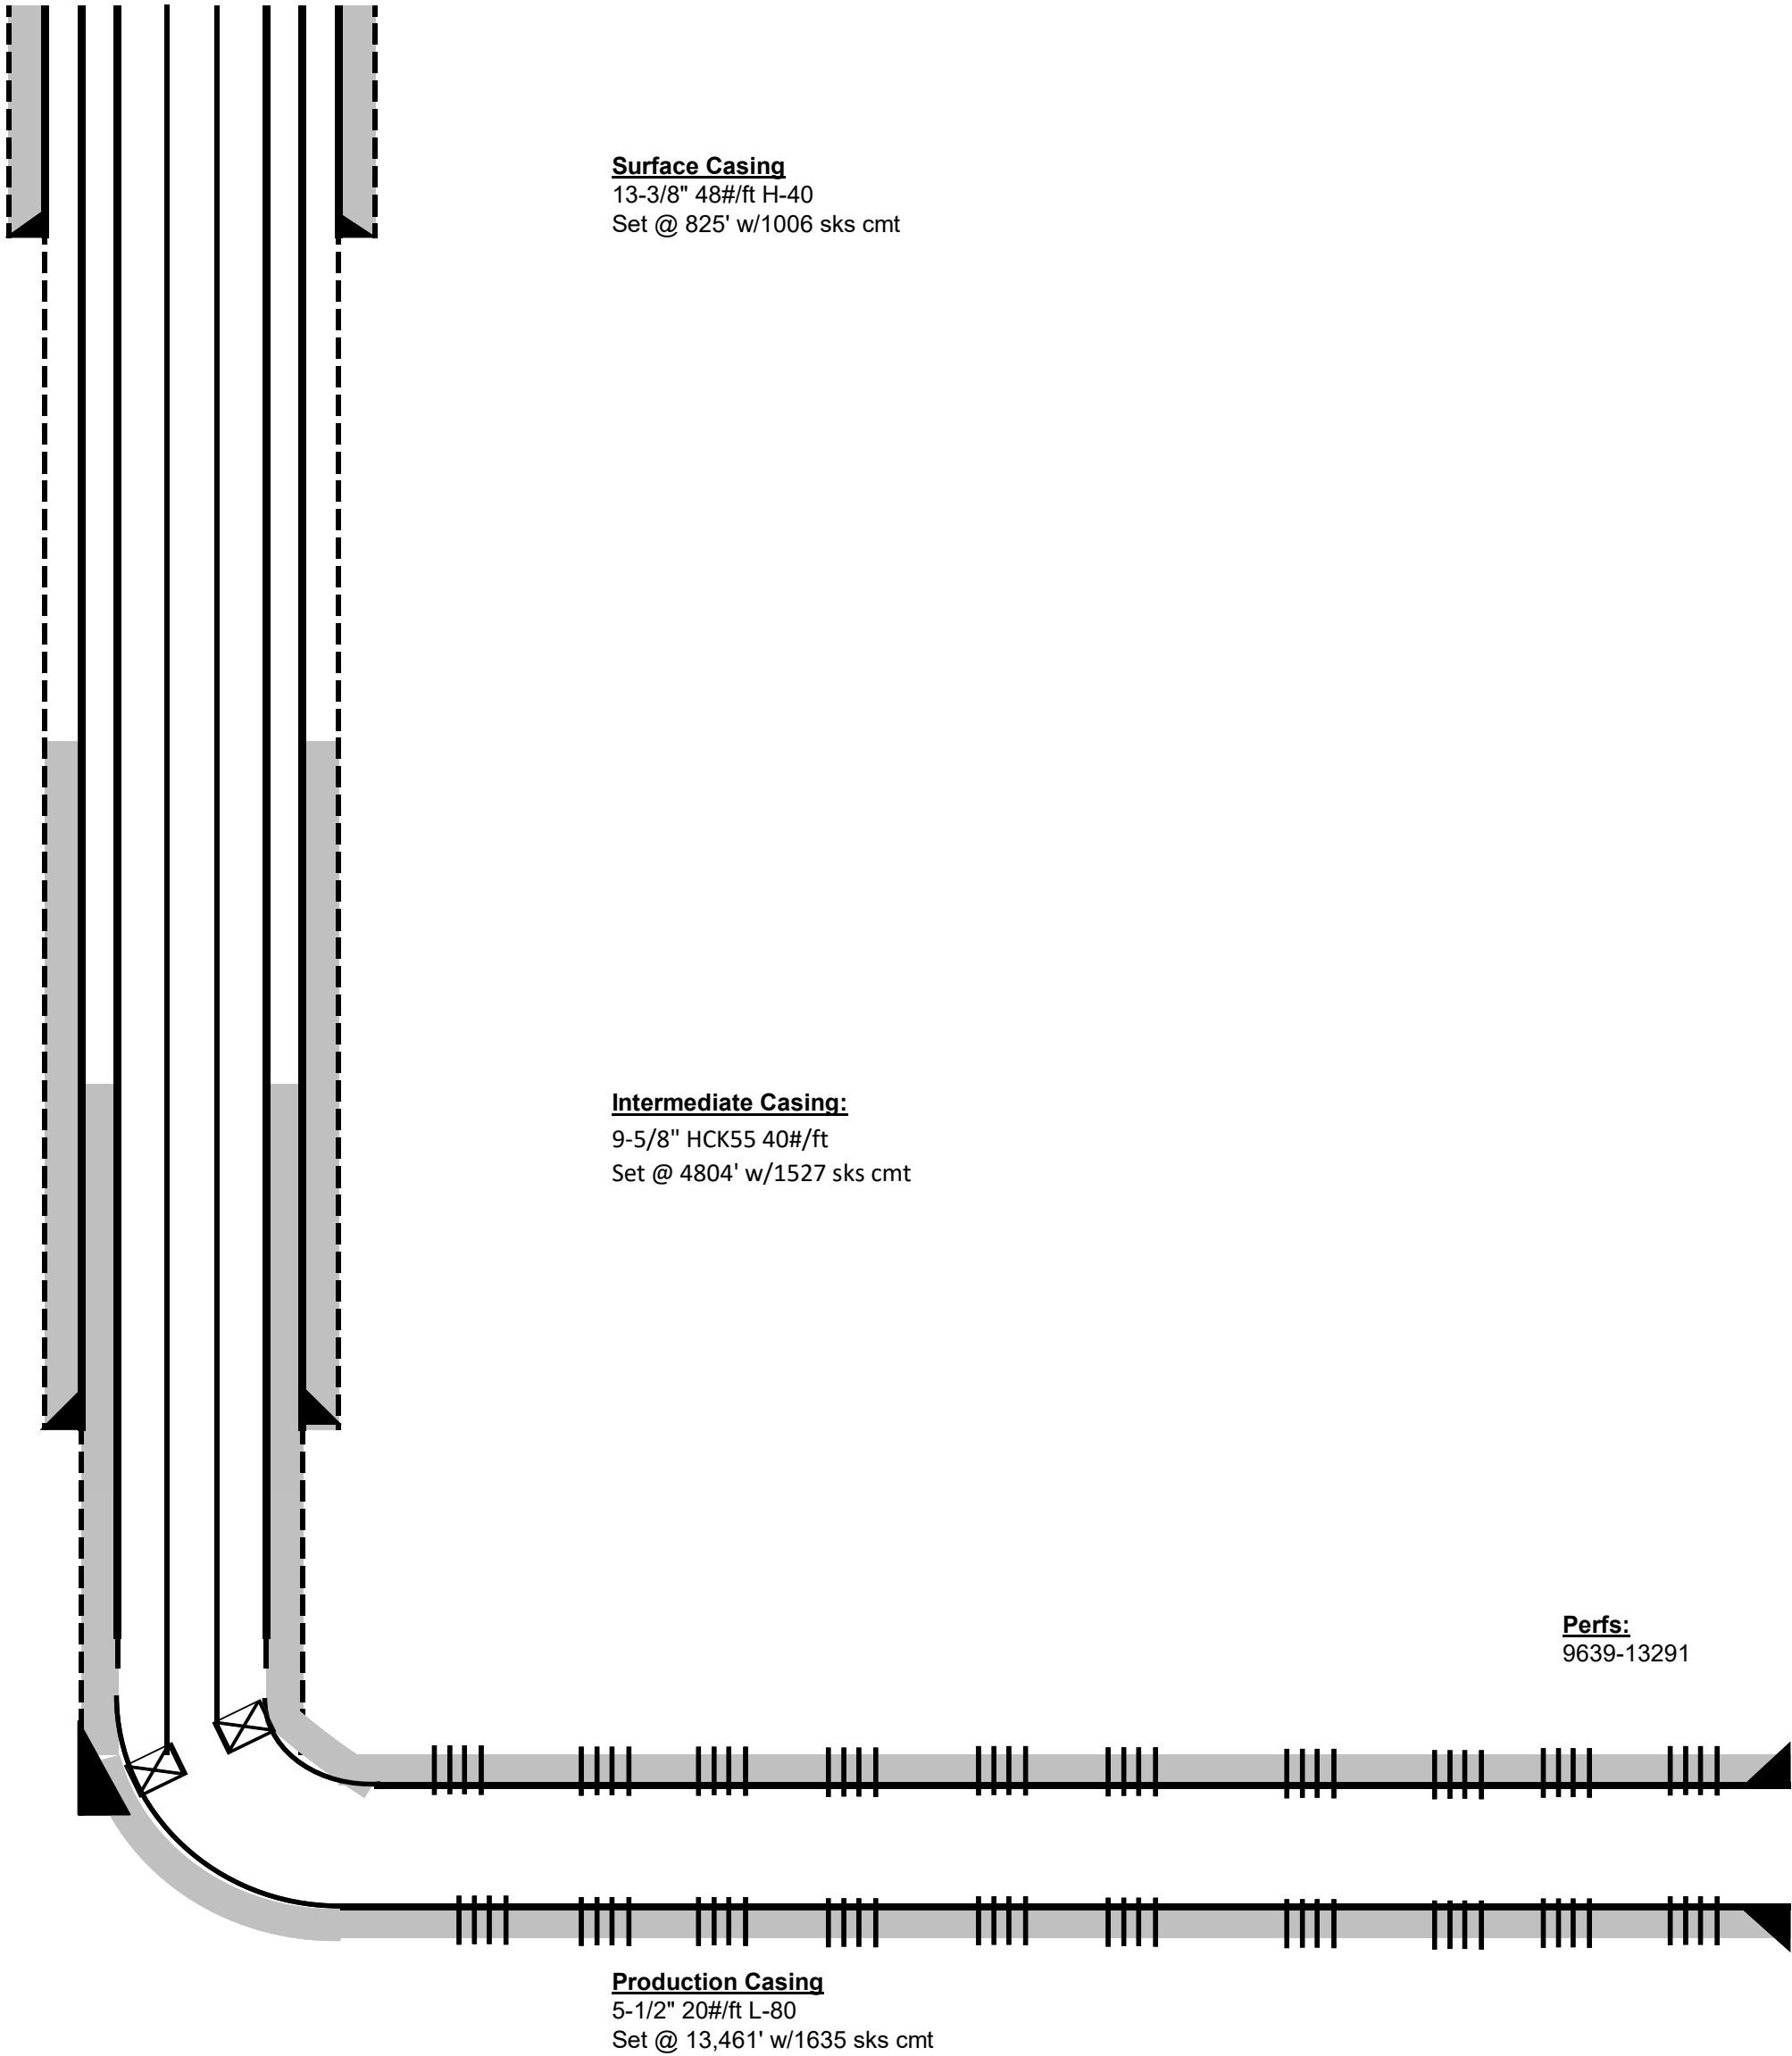 Surface Casing
13-3/8" 48#/ft H-40
Set @ 825' w/1006 sks cmt
Intermediate Casing:
9-5/8" HCK55 40#/ft
Set @ 4804' w/1527 sks cmt
Perfs:
9639-13291
Production Casing
5-1/2" 20#/ft L-80
Set @ 13,461' w/1635 sks cmt